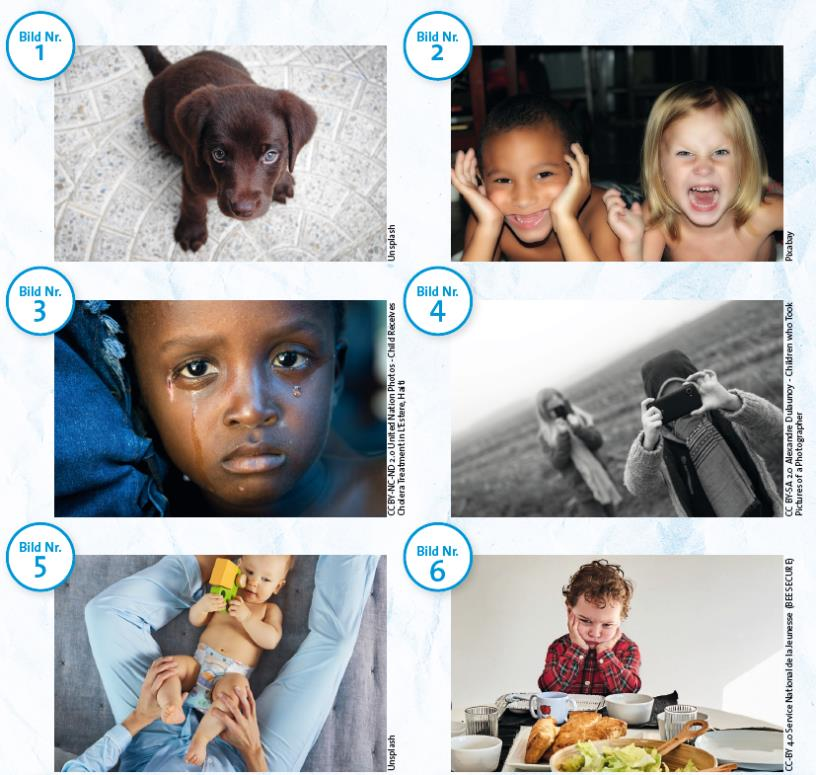 Bild Nr.
1
Unsplash
Bild Nr.
2
Pixabay
Bild Nr.
3
CC BY-NC-ND 2.0 United Nation Photos - Child Receives
Cholera Treatment in L'Estere, Haiti
Bild Nr.
4
CC BY-SA 2.0 Alexandre Dulaunoy - Children who Took
Pictures of a Photographer
Bild Nr.
5
Unsplash
Bild Nr.
6
CC-BY 4.0 Service National de la Jeunesse (BEE SECURE)